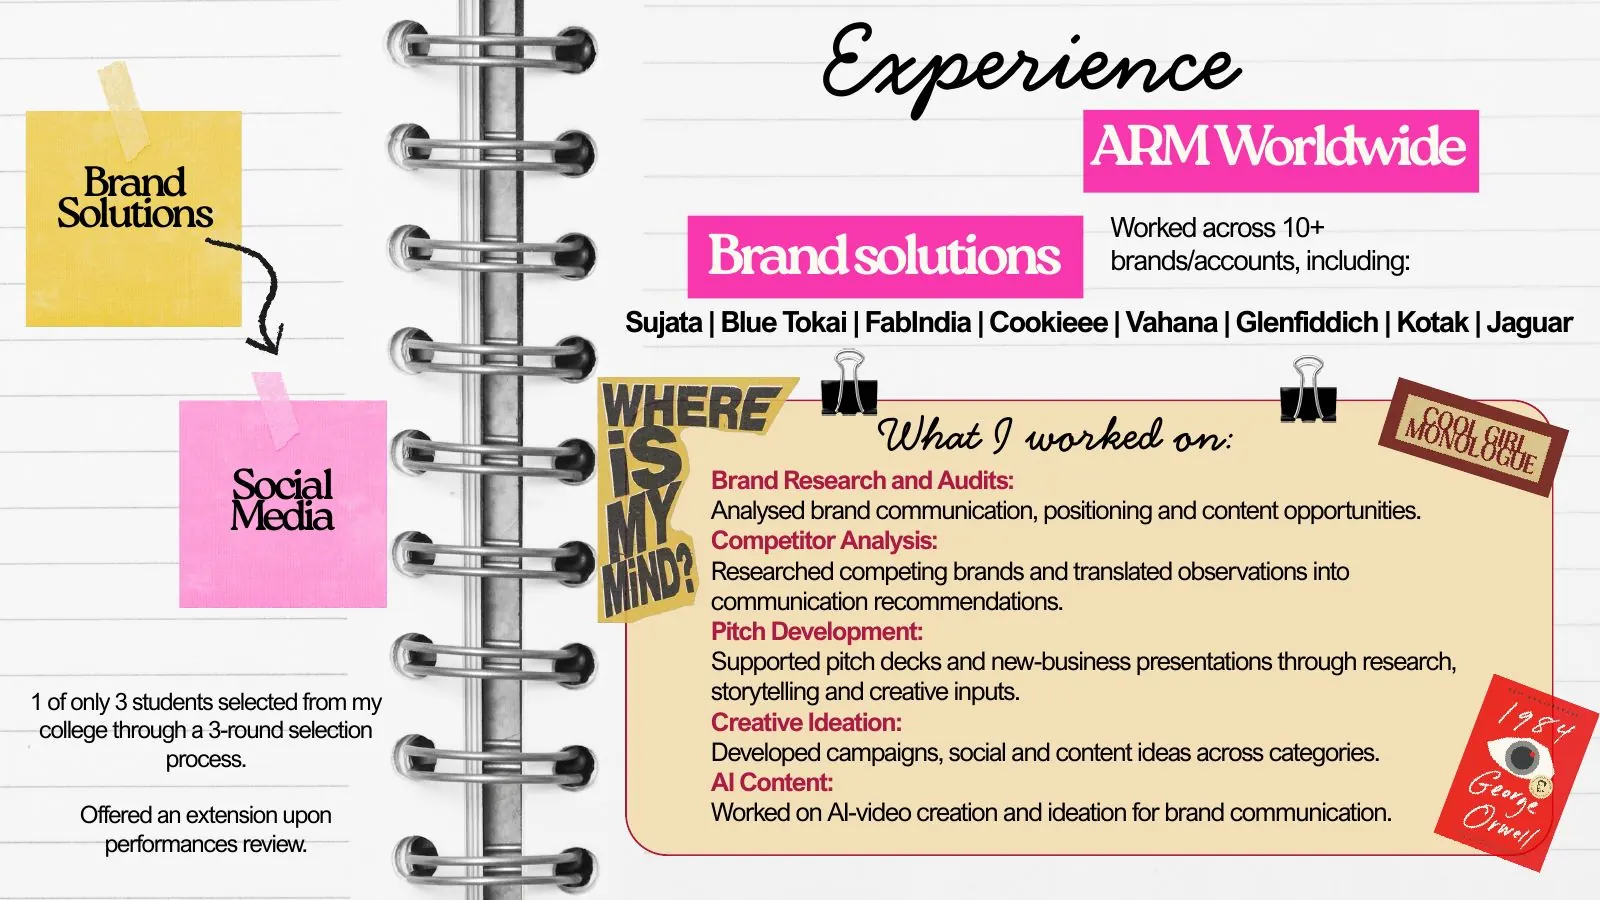 Experience
ARM Worldwide
Brand
Solutions
Brand solutions
Worked across 10+
brands/accounts, including:
Sujata | Blue Tokai | FabIndia | Cookieee | Vahana | Glenfiddich | Kotak | Jaguar
Social
Media
1 of only 3 students selected from my
college through a 3-round selection
process.
Offered an extension upon
performances review.
WHERE
iS
MY
MiND?
What I worked on:
COOL GIRL
MONOLOGUE
Brand Research and Audits:
Analysed brand communication, positioning and content opportunities.
Competitor Analysis:
Researched competing brands and translated observations into
communication recommendations.
Pitch Development:
Supported pitch decks and new-business presentations through research,
storytelling and creative inputs.
Creative Ideation:
Developed campaigns, social and content ideas across categories.
AI Content:
Worked on AI-video creation and ideation for brand communication.
1984
George
Orwell